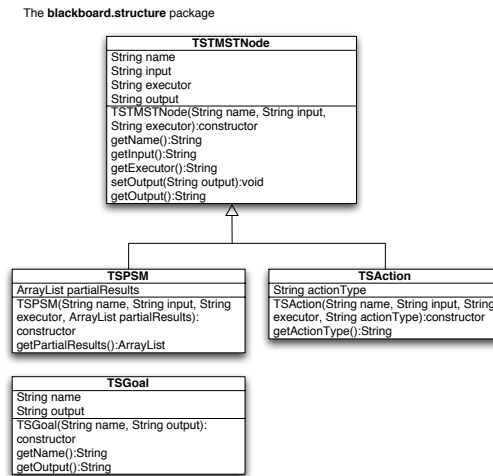 The blackboard.structure package
TSTMSTNode
String name
String input
String executor
String output
TSTMSTNode(String name, String input,
String executor):constructor
getName():String
getInput():String
getExecutor():String
setOutput(String output):void
getOutput():String
TSPSM
ArrayList partialResults
TSPSM(String name, String input, String
executor, ArrayList partialResults):
constructor
getPartialResults():ArrayList
TSAction
String actionType
TSAction(String name, String input, String
executor, String actionType):constructor
getActionType():String
TSGoal
String name
String output
TSGoal(String name, String output):
constructor
getName():String
getOutput():String